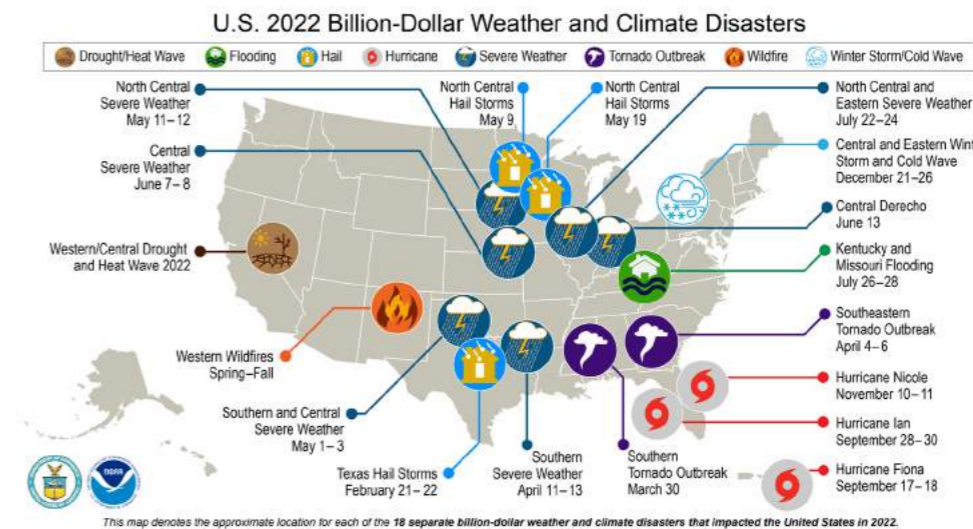 U.S. 2022 Billion-Dollar Weather and Climate Disasters
Drought/Heat Wave Flooding Hail Hurricane Severe Weather Tornado Outbreak Wildfire Winter Storm/Cold Wave
North Central
Severe Weather
May 11–12
North Central
Hail Storms
May 9
North Central
Hail Storms
May 19
North Central and
Eastern Severe Weather
July 22–24
Central
Severe Weather
June 7–8
Central and Eastern Wint
Storm and Cold Wave
December 21–26
Central Derecho
June 13
Western/Central Drought
and Heat Wave 2022
Kentucky and
Missouri Flooding
July 26–28
Southeastern
Tornado Outbreak
April 4–6
Western Wildfires
Spring–Fall
Hurricane Nicole
November 10–11
Southern and Central
Severe Weather
May 1–3
Hurricane Ian
September 28–30
Texas Hail Storms
February 21–22
Southern
Severe Weather
April 11–13
Southern
Tornado Outbreak
March 30
Hurricane Fiona
September 17–18
NOAA
This map denotes the approximate location for each of the 18 separate billion-dollar weather and climate disasters that impacted the United States in 2022.